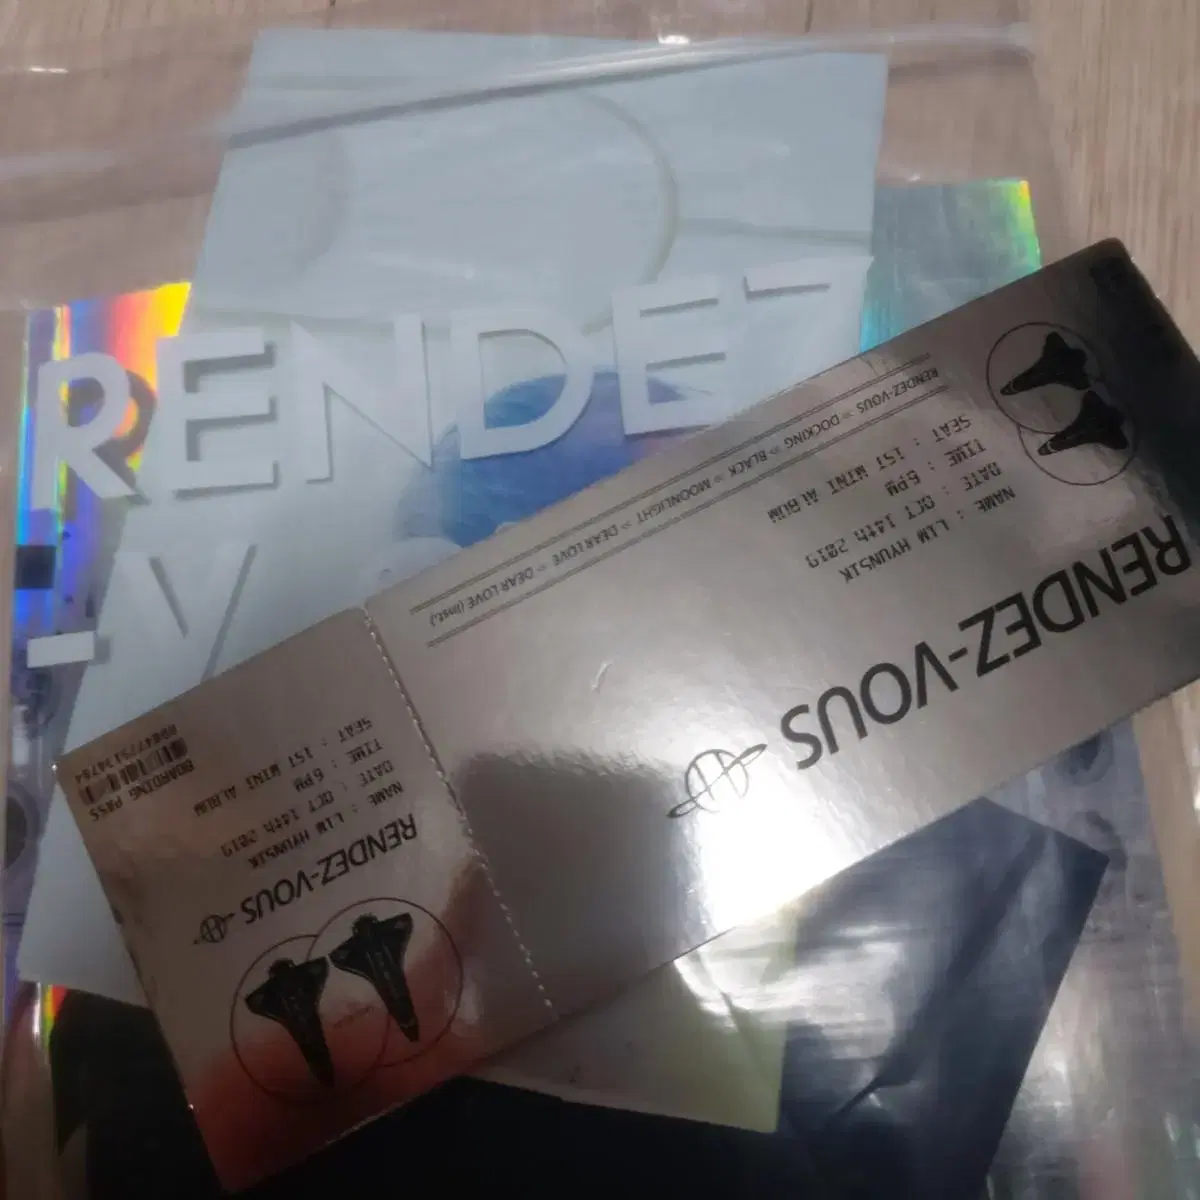 RENDEZ
-V
RENDEZ-VOUS
NAME : LIM HYUNSIK
DATE : OCT 14th 2019
TIME : 6PM
SEAT : 1ST MINI ALBUM
RENDEZ-VOUS >> DOCKING >> BLACK >> MOONLIGHT >> DEAR LOVE >> DEAR LOVE (Inst.)
RENDEZ-VOUS
NAME : LIM HYUNSIK
DATE : OCT 14th 2019
TIME : 6PM
SEAT : 1ST MINI ALBUM
BOARDING PASS